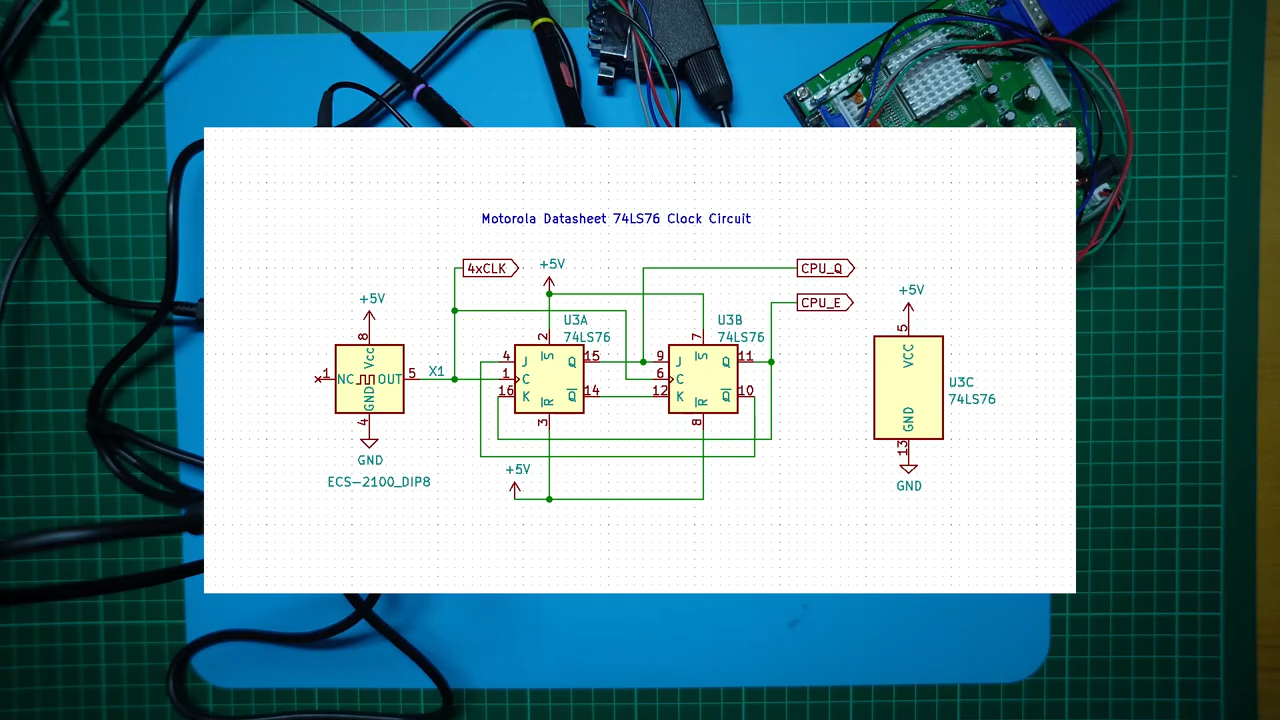 Motorola Datasheet 74LS76 Clock Circuit
4xCLK
+5V
CPU_Q
CPU_E
+5V
+5V
8
Vcc
1
NC
OUT
5
X1
GND
4
GND
ECS-2100_DIP8
U3A
74LS76
2
S
4
J
Q
15
1
C
16
K
Q
14
R
3
U3B
74LS76
7
S
9
J
Q
11
6
C
12
K
Q
10
R
8
+5V
5
VCC
U3C
74LS76
GND
13
GND